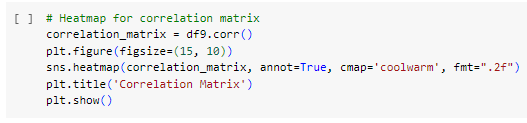 [ ] # Heatmap for correlation matrix
correlation_matrix = df9.corr()
plt.figure(figsize=(15, 10))
sns.heatmap(correlation_matrix, annot=True, cmap='coolwarm', fmt=".2f")
plt.title('Correlation Matrix')
plt.show()